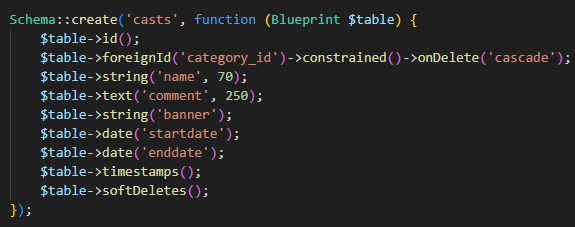 Schema::create('casts', function (Blueprint $table) {
    $table->id();
    $table->foreignId('category_id')->constrained()->onDelete('cascade');
    $table->string('name', 70);
    $table->text('comment', 250);
    $table->string('banner');
    $table->date('startdate');
    $table->date('enddate');
    $table->timestamps();
    $table->softDeletes();
});